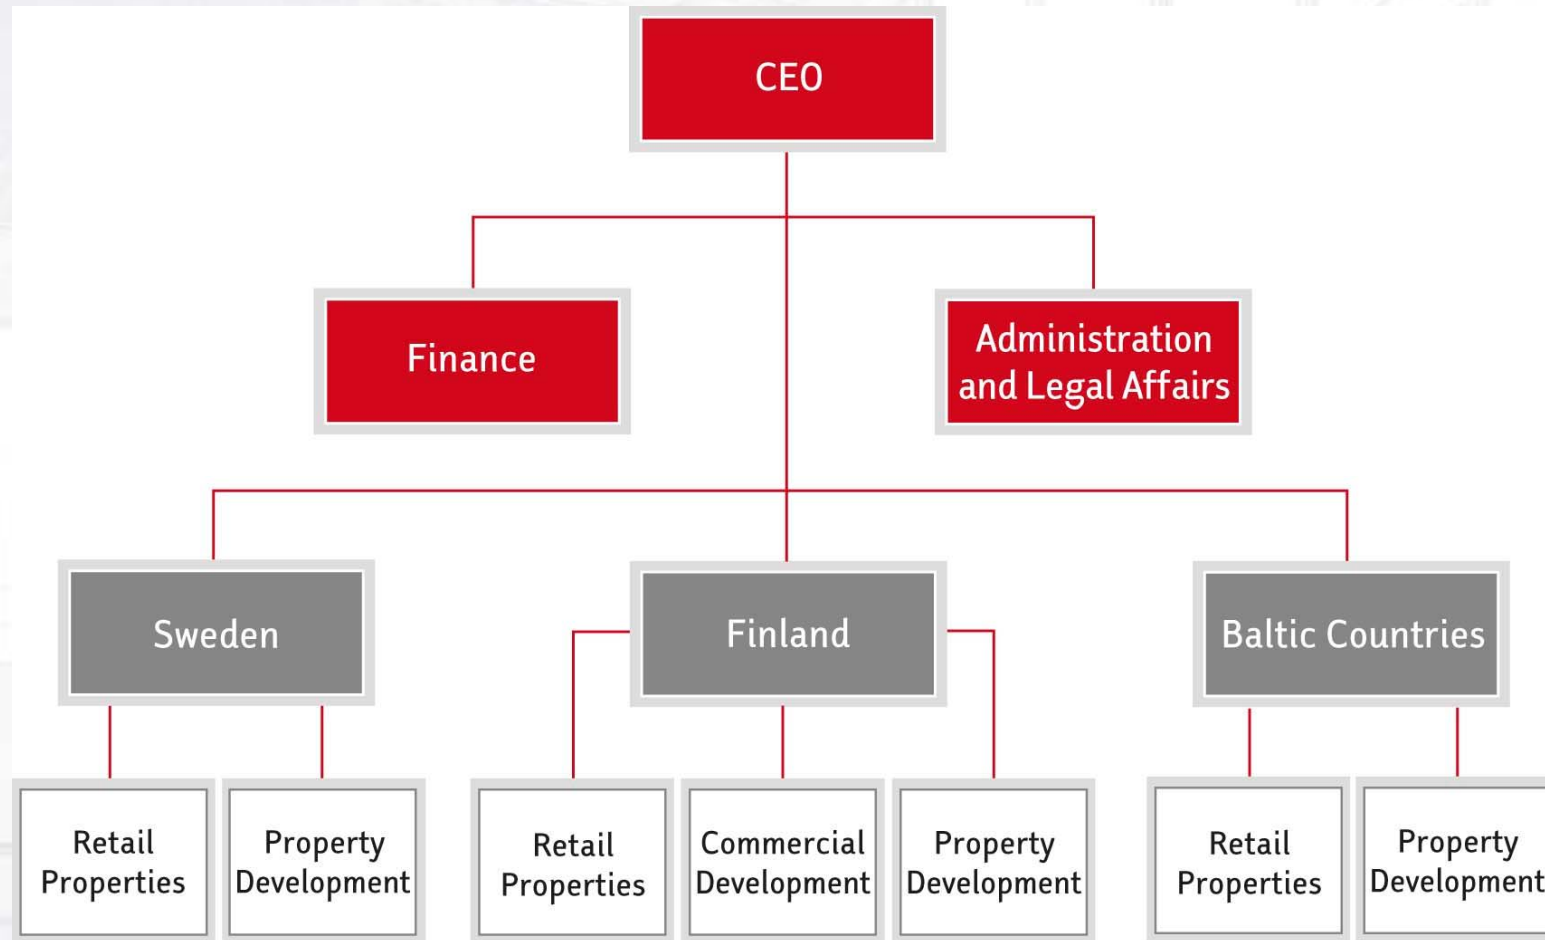 CEO
Finance
Administration
and Legal Affairs
Sweden
Finland
Baltic Countries
Retail
Properties
Property
Development
Retail
Properties
Commercial
Development
Property
Development
Retail
Properties
Property
Development